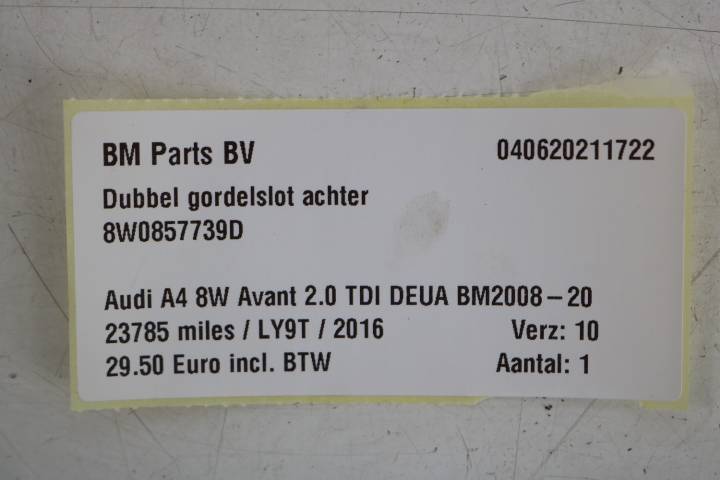 BM Parts BV 040620211722
Dubbel gordelslot achter
8W0857739D
Audi A4 8W Avant 2.0 TDI DEUA BM2008-20
23785 miles / LY9T / 2016 Verz: 10
29.50 Euro incl. BTW Aantal: 1